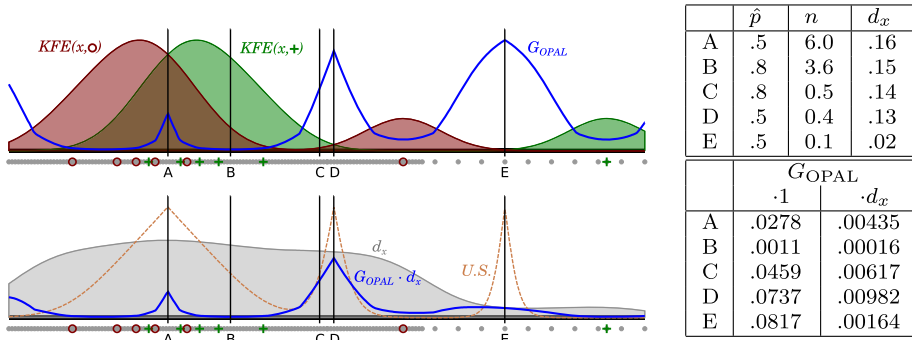 KFE(x,o) KFE(x,+) G_OPAL
A B C D E
d_x
U.S.
G_OPAL · d_x
A B C D E
p̂ n d_x
A .5 6.0 .16
B .8 3.6 .15
C .8 0.5 .14
D .5 0.4 .13
E .5 0.1 .02
G_OPAL
·1 ·d_x
A .0278 .00435
B .0011 .00016
C .0459 .00617
D .0737 .00982
E .0817 .00164